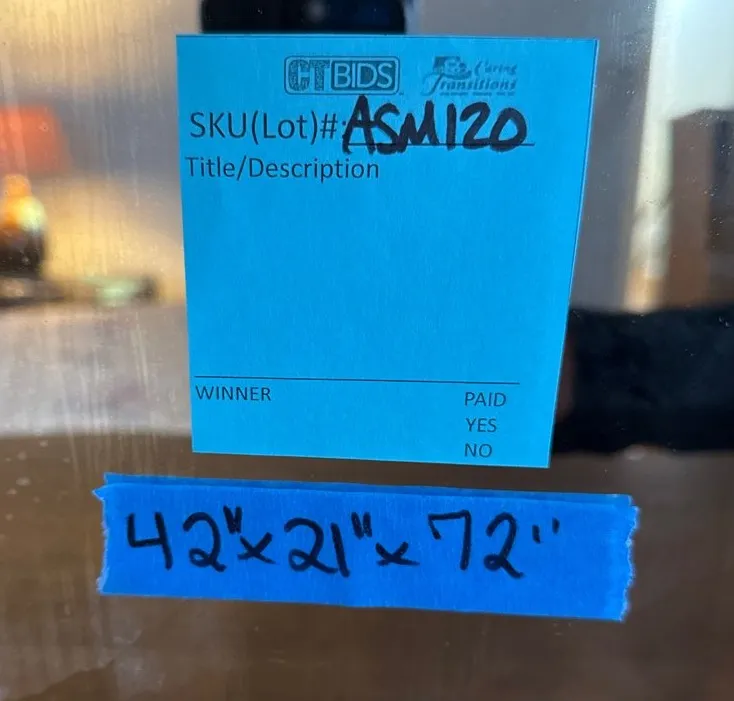 CTBIDS
Caring
Transitions
SKU(Lot)#: ASM120
Title/Description
WINNER
PAID
YES
NO
42"x21"x72"